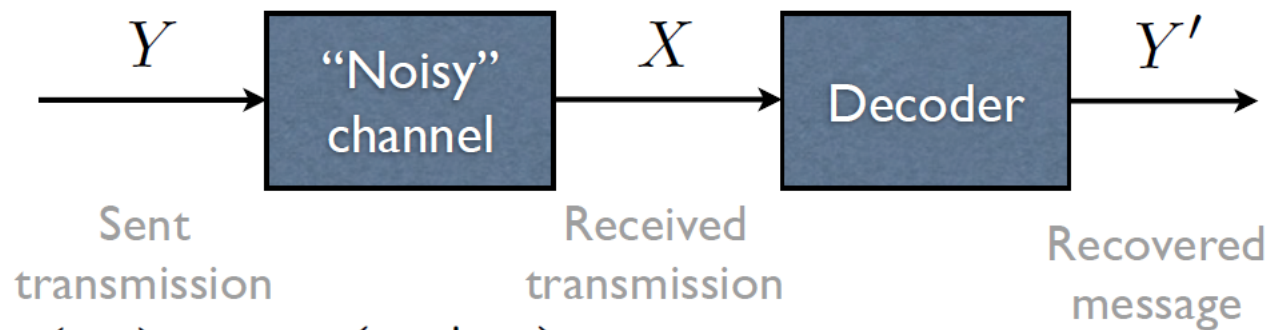 Y
“Noisy”
channel
X
Decoder
Y′
Sent
transmission
Received
transmission
Recovered
message